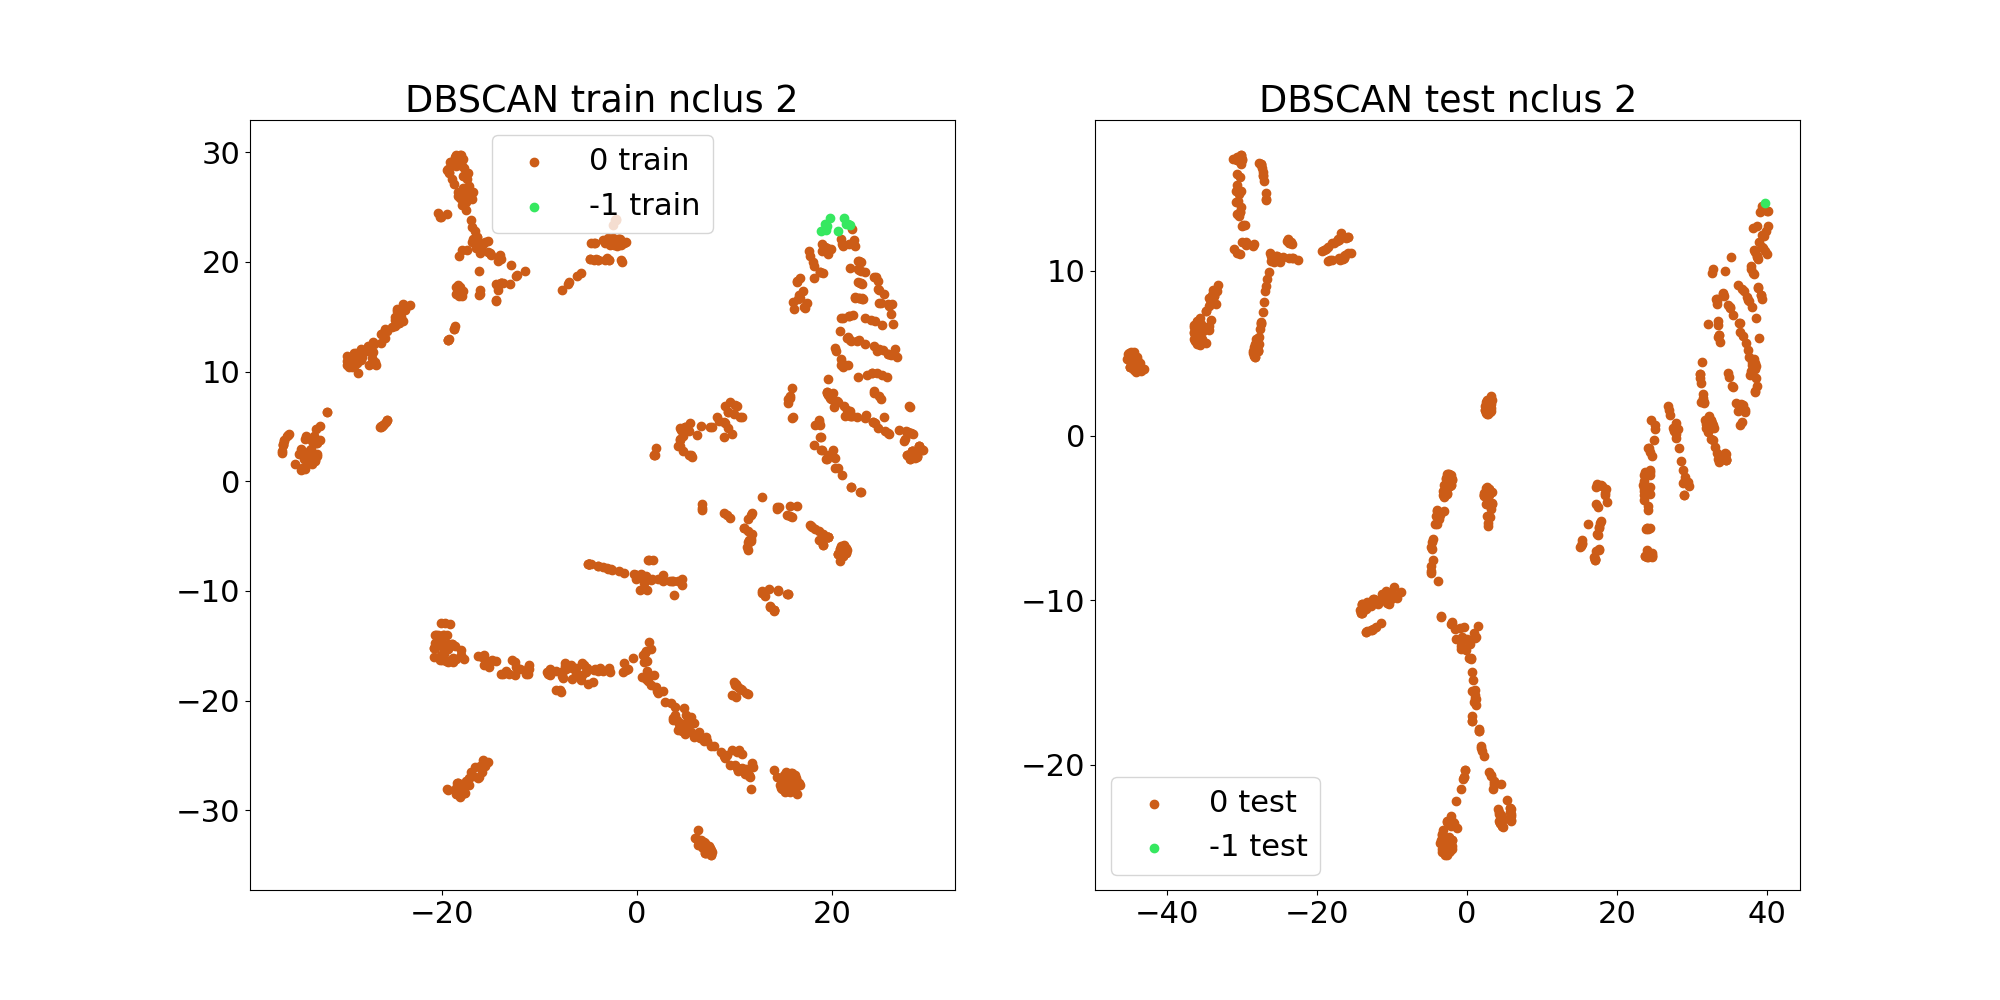 DBSCAN train nclus 2
0 train
-1 train
30
20
10
0
−10
−20
−30
−20 0 20
DBSCAN test nclus 2
10
0
−10
−20
0 test
-1 test
−40 −20 0 20 40